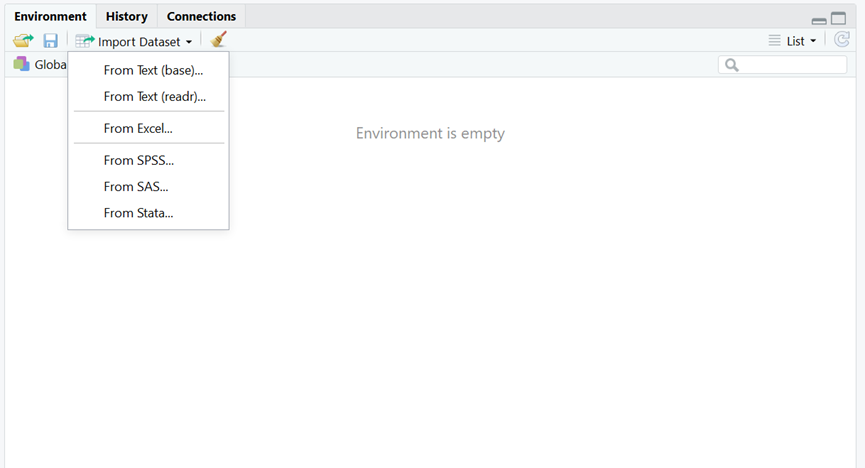 Environment History Connections
Import Dataset List
Globa
From Text (base)...
From Text (readr)...
From Excel...
From SPSS...
From SAS...
From Stata...
Environment is empty